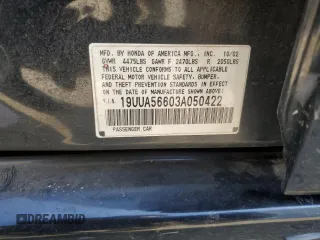 MFD. BY HONDA OF AMERICA MFG., INC. 10/02
GVWR 4475LBS GAWR F 2470LBS R 2050LBS
THIS VEHICLE CONFORMS TO ALL APPLICABLE
FEDERAL MOTOR VEHICLE SAFETY, BUMPER,
AND THEFT PREVENTION STANDARDS
IN EFFECT ON THE DATE
OF MANUFACTURE SHOWN ABOVE.
V.I.N. 19UUA56603A050422
PASSENGER CAR
DREAMBID